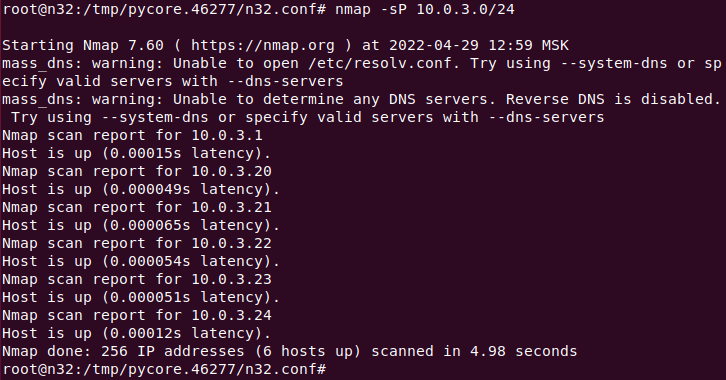 root@n32:/tmp/pycore.46277/n32.conf# nmap -sP 10.0.3.0/24
Starting Nmap 7.60 ( https://nmap.org ) at 2022-04-29 12:59 MSK
mass_dns: warning: Unable to open /etc/resolv.conf. Try using --system-dns or sp
ecify valid servers with --dns-servers
mass_dns: warning: Unable to determine any DNS servers. Reverse DNS is disabled.
 Try using --system-dns or specify valid servers with --dns-servers
Nmap scan report for 10.0.3.1
Host is up (0.00015s latency).
Nmap scan report for 10.0.3.20
Host is up (0.000049s latency).
Nmap scan report for 10.0.3.21
Host is up (0.000065s latency).
Nmap scan report for 10.0.3.22
Host is up (0.000054s latency).
Nmap scan report for 10.0.3.23
Host is up (0.000051s latency).
Nmap scan report for 10.0.3.24
Host is up (0.00012s latency).
Nmap done: 256 IP addresses (6 hosts up) scanned in 4.98 seconds
root@n32:/tmp/pycore.46277/n32.conf#